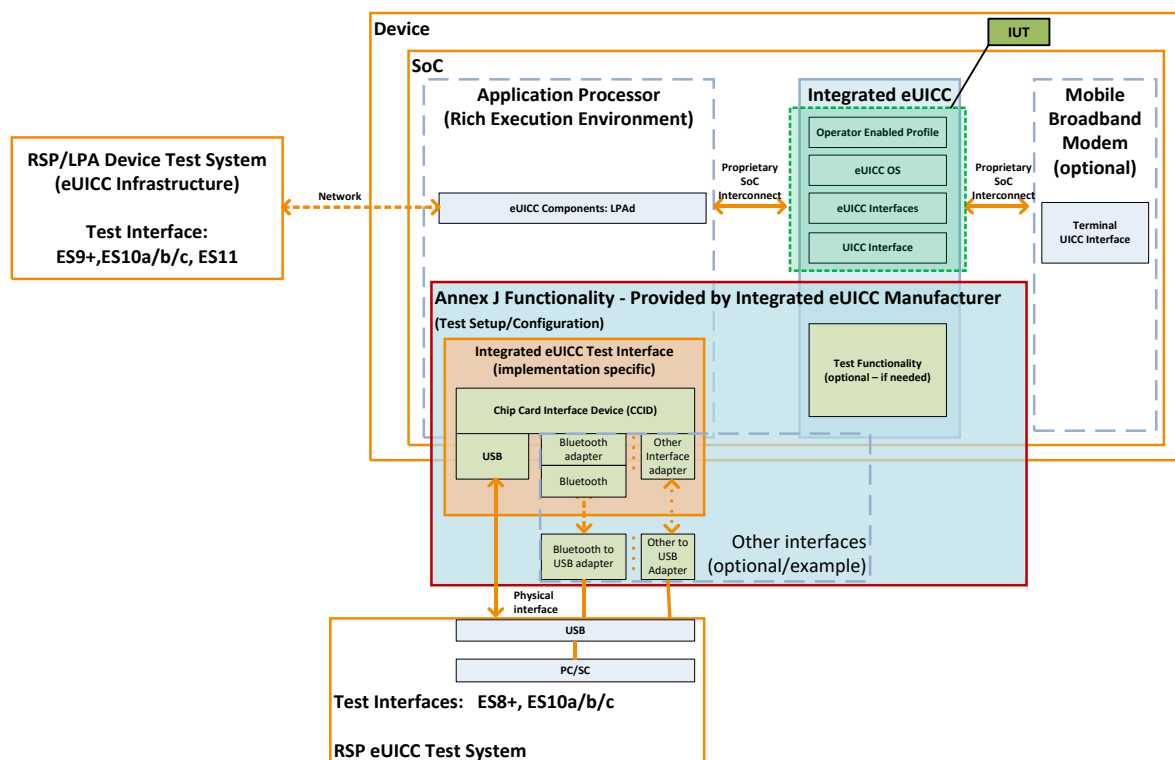 Device
IUT
SoC
Application Processor
(Rich Execution Environment)
Integrated eUICC
Mobile
Broadband
Modem
(optional)
Operator Enabled Profile
eUICC OS
eUICC Interfaces
UICC Interface
RSP/LPA Device Test System
(eUICC Infrastructure)
Test Interface:
ES9+,ES10a/b/c, ES11
Network
eUICC Components: LPAd
Proprietary
SoC
Interconnect
Proprietary
SoC
Interconnect
Terminal
UICC Interface
Annex J Functionality - Provided by Integrated eUICC Manufacturer
(Test Setup/Configuration)
Integrated eUICC Test Interface
(implementation specific)
Test Functionality
(optional – if needed)
Chip Card Interface Device (CCID)
USB
Bluetooth
adapter
Bluetooth
Other
Interface
adapter
Bluetooth to
USB adapter
Other to
USB
Adapter
Other interfaces
(optional/example)
Physical
interface
USB
PC/SC
Test Interfaces: ES8+, ES10a/b/c
RSP eUICC Test System